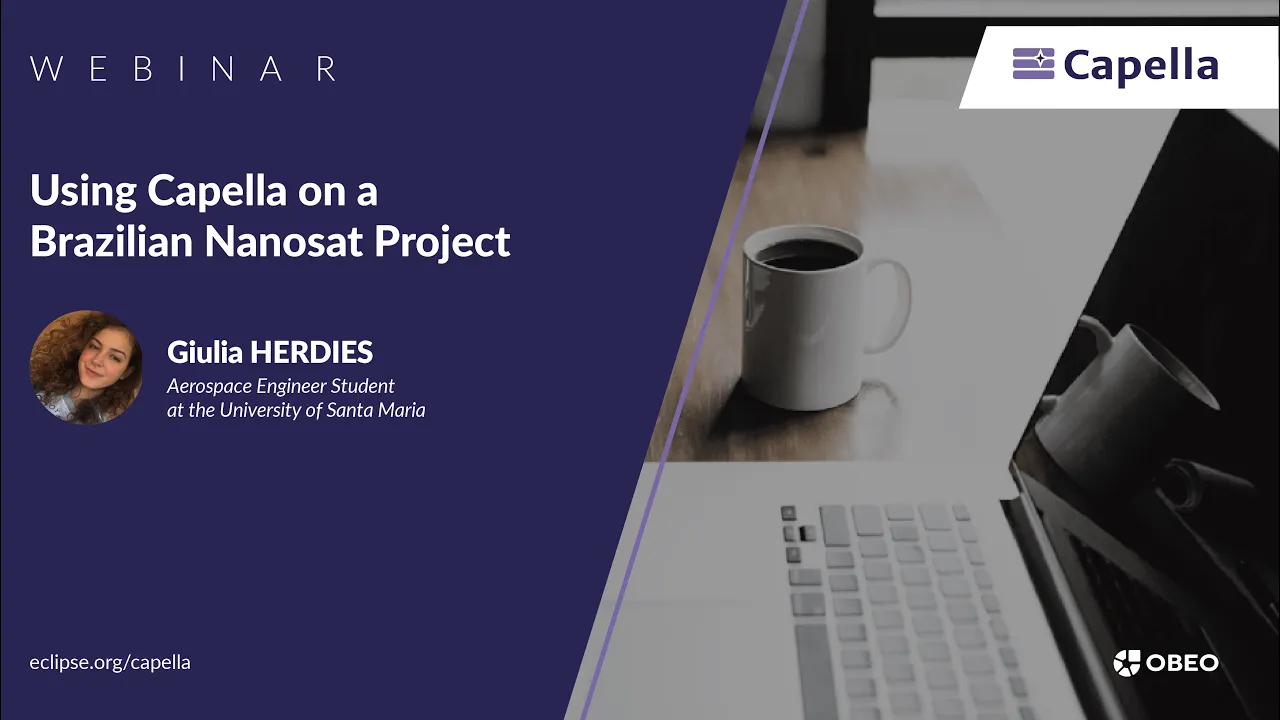 WEBINAR
Capella
Using Capella on a
Brazilian Nanosat Project
Giulia HERDIES
Aerospace Engineer Student
at the University of Santa Maria
eclipse.org/capella
OBEO